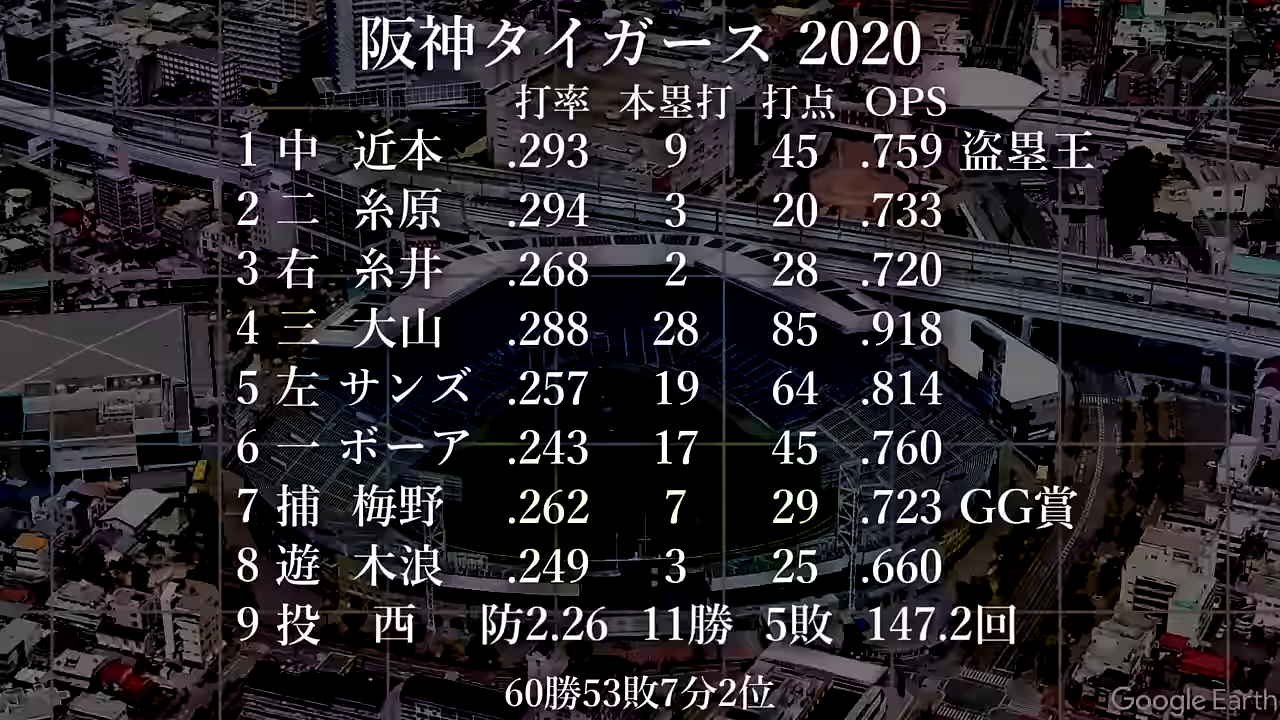 阪神タイガース 2020
打率 本塁打 打点 OPS
1 中 近本 .293 9 45 .759 盗塁王
2 二 糸原 .294 3 20 .733
3 右 糸井 .268 2 28 .720
4 三 大山 .288 28 85 .918
5 左 サンズ .257 19 64 .814
6 一 ボーア .243 17 45 .760
7 捕 梅野 .262 7 29 .723 GG賞
8 遊 木浪 .249 3 25 .660
9 投 西 防2.26 11勝 5敗 147.2回
60勝53敗7分2位
Google Earth